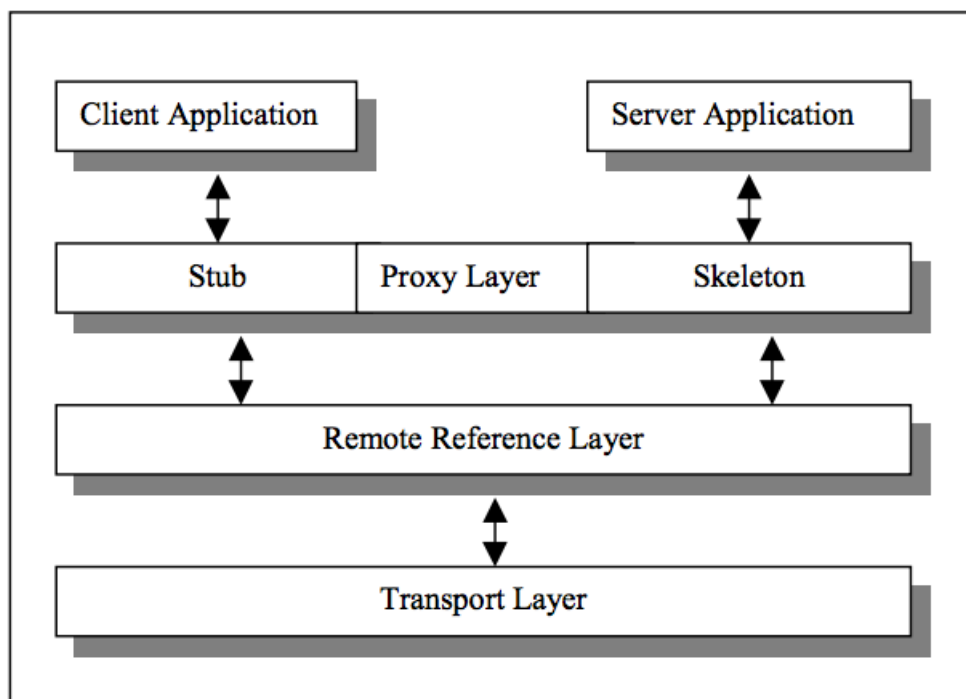 Client Application
Server Application
Stub
Proxy Layer
Skeleton
Remote Reference Layer
Transport Layer